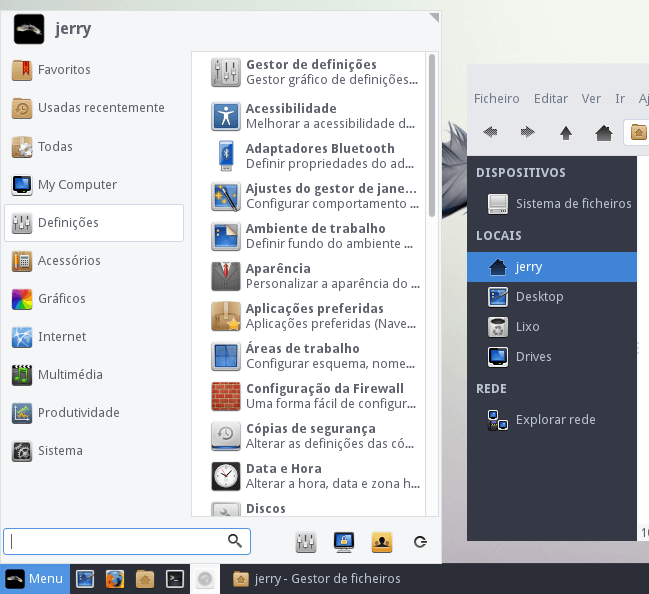 jerry
Favoritos
Usadas recentemente
Todas
My Computer
Definições
Acessórios
Gráficos
Internet
Multimédia
Produtividade
Sistema
Gestor de definições
Gestor gráfico de definições...
Acessibilidade
Melhorar a acessibilidade d...
Adaptadores Bluetooth
Definir propriedades do ad...
Ajustes do gestor de jane...
Configurar comportamento ...
Ambiente de trabalho
Definir fundo do ambiente ...
Aparência
Personalizar a aparência do ...
Aplicações preferidas
Aplicações preferidas (Nave...
Áreas de trabalho
Configurar esquema, nome...
Configuração da Firewall
Uma forma fácil de configur...
Cópias de segurança
Alterar as definições das có...
Data e Hora
Alterar a hora, data e zona h...
Discos
Ficheiro Editar Ver Ir Aj
DISPOSITIVOS
Sistema de ficheiros
LOCAIS
jerry
Desktop
Lixo
Drives
REDE
Explorar rede
10
Menu
jerry - Gestor de ficheiros